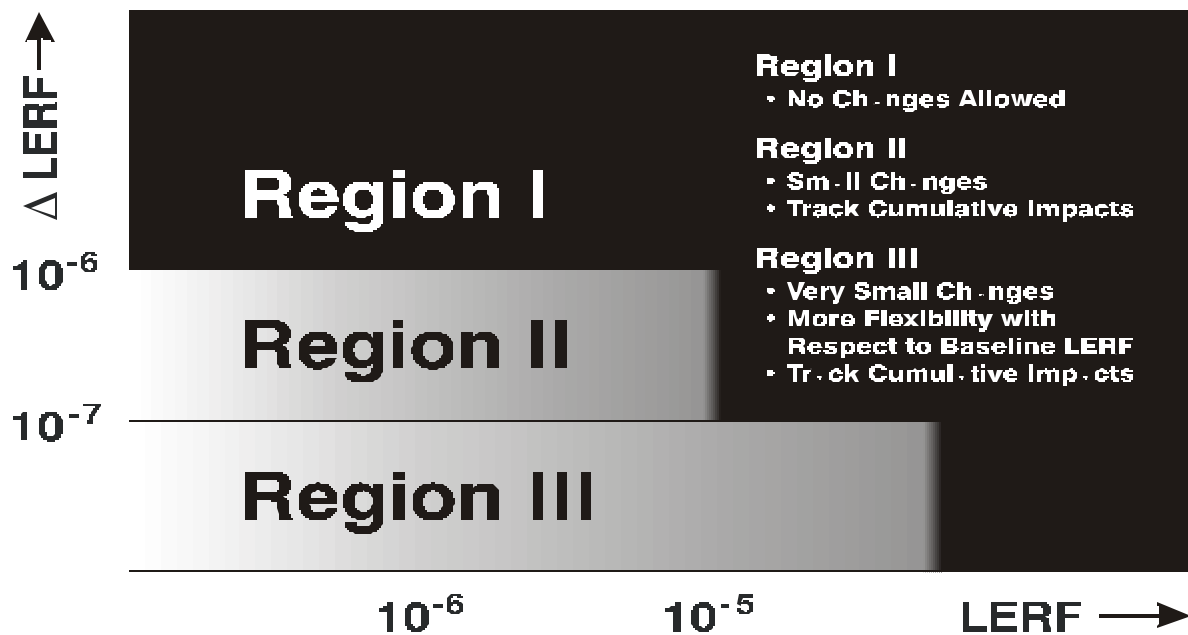 Δ LERF
Region I
• No Ch-nges Allowed
Region II
• Sm-ll Ch-nges
• Track Cumulative Impacts
Region III
• Very Small Ch-nges
• More Flexibility with
Respect to Baseline LERF
• Tr-ck Cumul-tive Imp-cts
Region I
10⁻⁶
Region II
10⁻⁷
Region III
10⁻⁶ 10⁻⁵ LERF